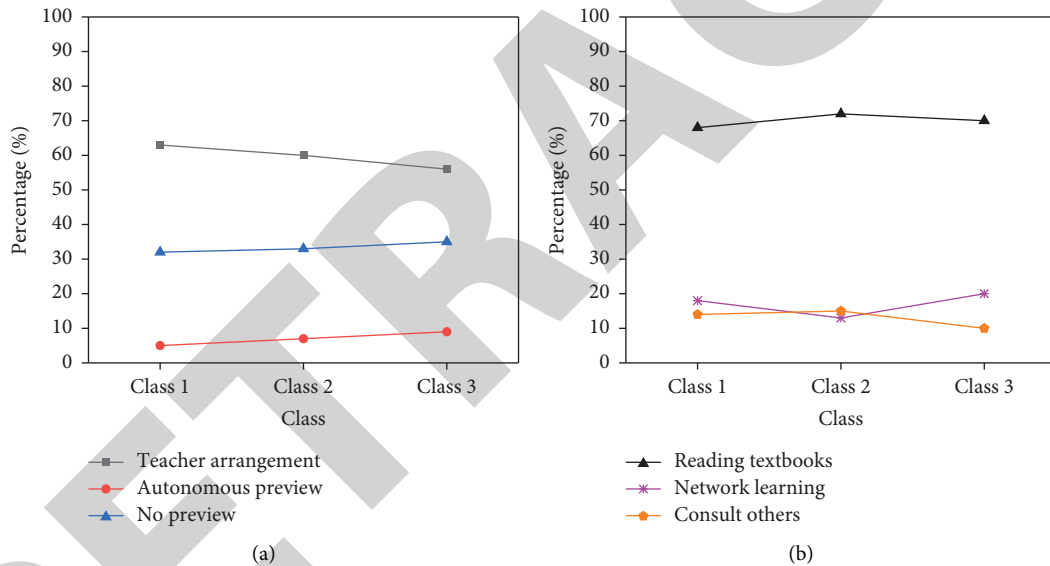 100
90
80
70
60
50
40
30
20
10
0
Percentage (%)
Class 1 Class 2 Class 3
Class
Teacher arrangement
Autonomous preview
No preview
(a)
100
90
80
70
60
50
40
30
20
10
0
Percentage (%)
Class 1 Class 2 Class 3
Class
Reading textbooks
Network learning
Consult others
(b)
ETRAC